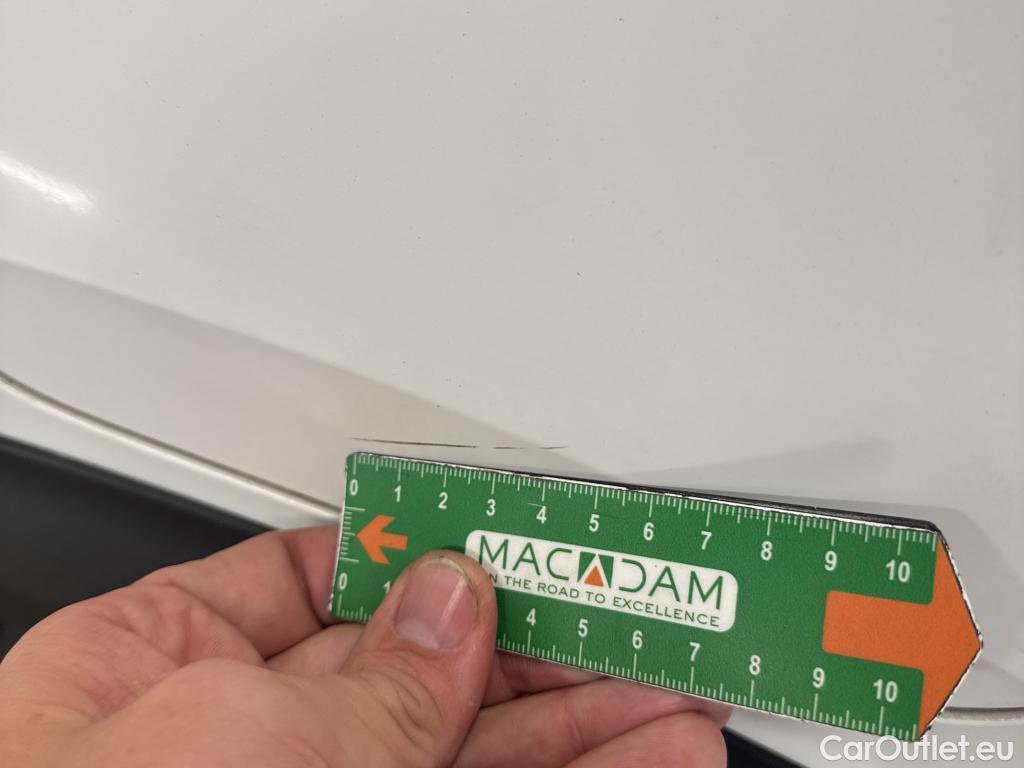 0 1 2 3 4 5 6 7 8 9 10
MACADAM
N THE ROAD TO EXCELLENCE
0 1 4 5 6 7 8 9 10
CarOutlet.eu